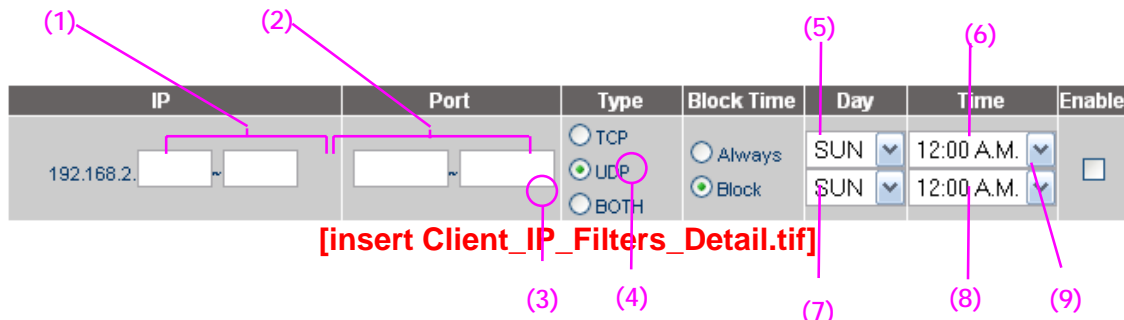 (1) (2) (5) (6)
IP Port Type Block Time Day Time Enable
192.168.2. ~ ~
TCP
UDP
BOTH
Always
Block
SUN 12:00 A.M.
SUN 12:00 A.M.
[insert Client_IP_Filters_Detail.tif]
(3) (4) (7) (8) (9)